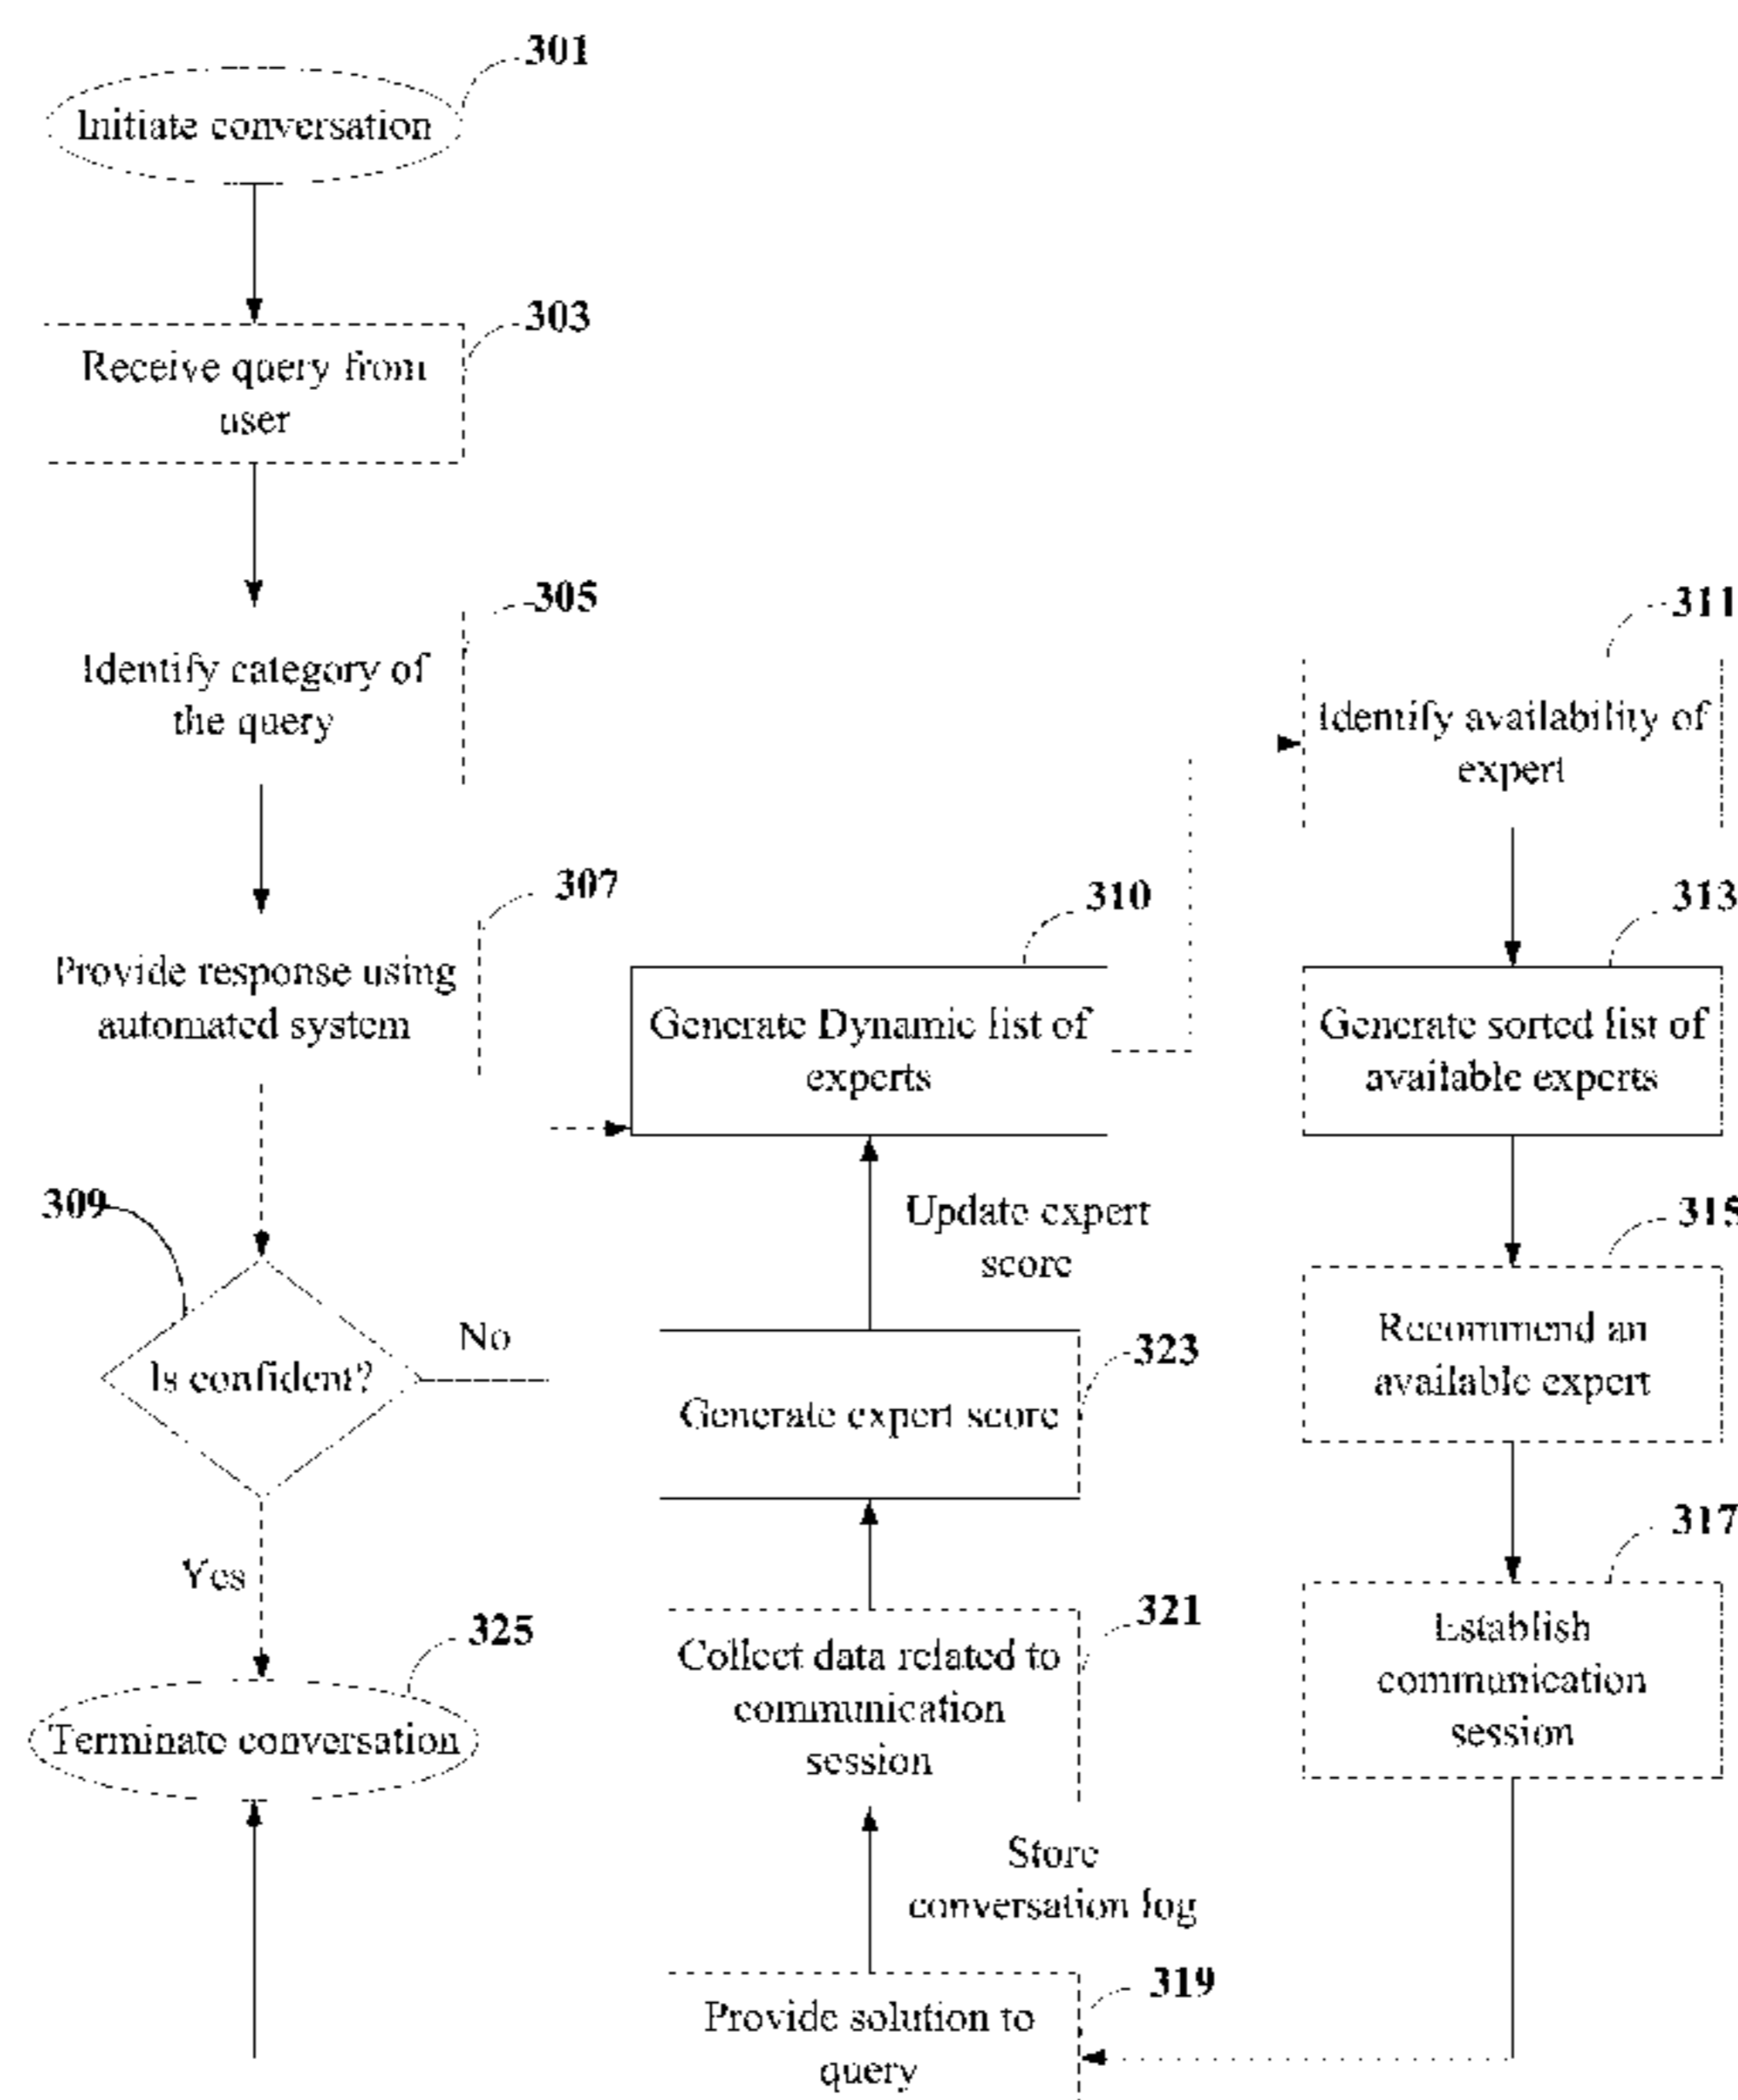 301
Initiate conversation
303
Receive query from
user
305
Identify category of
the query
307
Provide response using
automated system
309
Is confident?
No
Yes
325
Terminate conversation
310
Generate Dynamic list of
experts
Update expert
score
323
Generate expert score
321
Collect data related to
communication
session
Store
conversation log
319
Provide solution to
query
311
Identify availability of
expert
313
Generate sorted list of
available experts
315
Recommend an
available expert
317
Establish
communication
session